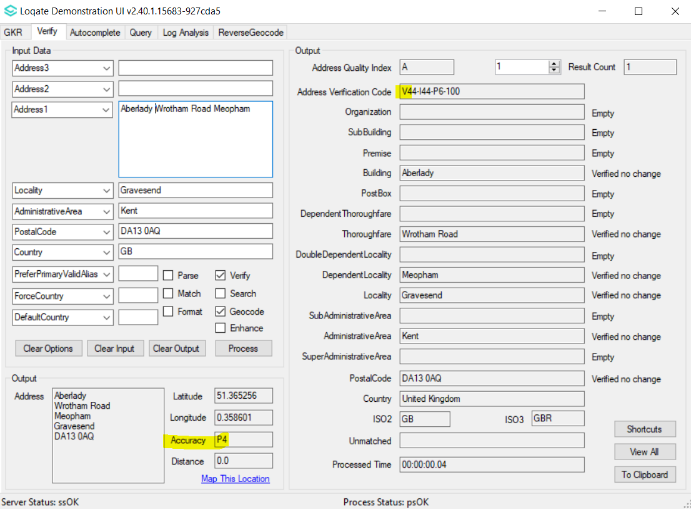 Loqate Demonstration UI v2.40.1.15683-927cda5
GKR Verify Autocomplete Query Log Analysis ReverseGeocode
Input Data
Address3
Address2
Address1 Aberlady Wrotham Road Meopham
Locality Gravesend
AdministrativeArea Kent
PostalCode DA13 0AQ
Country GB
PreferPrimaryValidAlias Parse Verify
ForceCountry Match Search
DefaultCountry Format Geocode
Enhance
Clear Options Clear Input Clear Output Process
Output
Address Aberlady
Wrotham Road
Meopham
Gravesend
DA13 0AQ
Latitude 51.365256
Longitude 0.358601
Accuracy P4
Distance 0.0
Map This Location
Output
Address Quality Index A 1 Result Count 1
Address Verification Code V44-I44-P6-100
Organization Empty
SubBuilding Empty
Premise Empty
Building Aberlady Verified no change
PostBox Empty
DependentThoroughfare Empty
Thoroughfare Wrotham Road Verified no change
DoubleDependentLocality Empty
DependentLocality Meopham Verified no change
Locality Gravesend Verified no change
SubAdministrativeArea Empty
AdministrativeArea Kent Verified no change
SuperAdministrativeArea Empty
PostalCode DA13 0AQ Verified no change
Country United Kingdom
ISO2 GB ISO3 GBR
Unmatched
Processed Time 00:00:00.04
Shortcuts
View All
To Clipboard
Server Status: ssOK Process Status: psOK